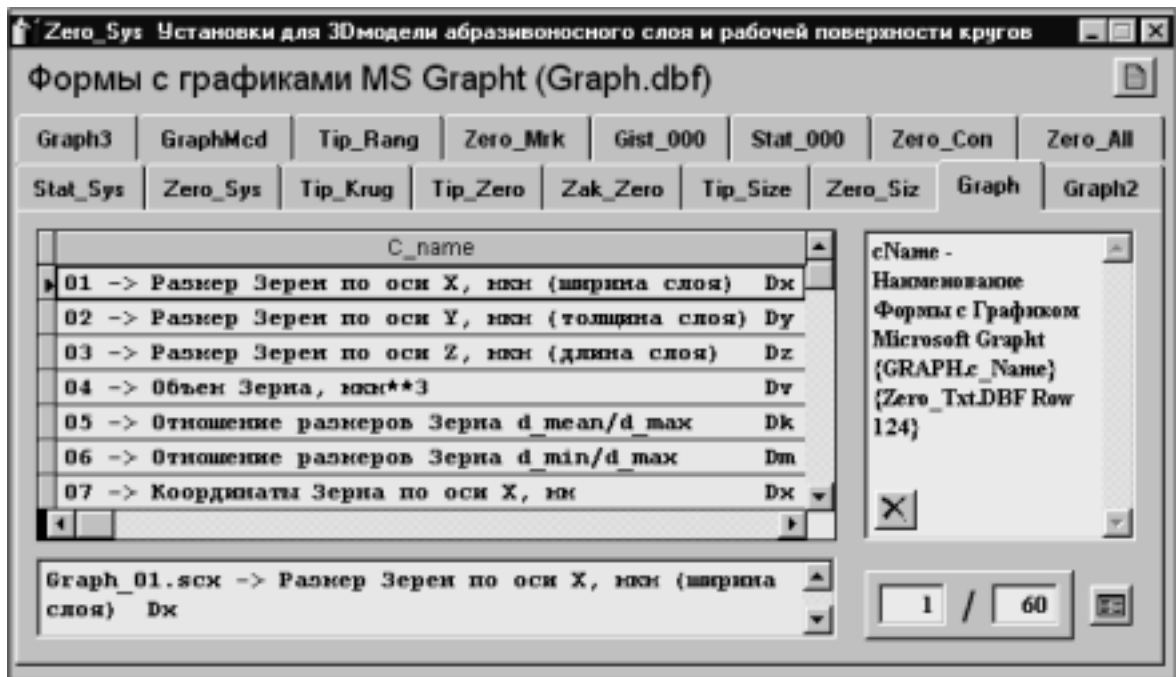 Zero_Sys Установки для 3Dмодели абразивоносного слоя и рабочей поверхности кругов
Формы с графиками MS Grapht (Graph.dbf)
Graph3 GraphMcd Tip_Rang Zero_Mrk Gist_000 Stat_000 Zero_Con Zero_All
Stat_Sys Zero_Sys Tip_Krug Tip_Zero Zak_Zero Tip_Size Zero_Siz Graph Graph2
C_name
01 -> Размер Зерен по оси X, мкм (ширина слоя) Dx
02 -> Размер Зерен по оси Y, мкм (толщина слоя) Dy
03 -> Размер Зерен по оси Z, мкм (длина слоя) Dz
04 -> Объем Зерна, мкм**3 Dv
05 -> Отношение размеров Зерна d_mean/d_max Dk
06 -> Отношение размеров Зерна d_min/d_max Dm
07 -> Координаты Зерна по оси X, мм Dx
cName -
Наименование
Формы с Графиком
Microsoft Grapht
{GRAPH.c_Name}
{Zero_Txt.DBF Row
124}
Graph_01.scx -> Размер Зерен по оси X, мкм (ширина
слоя) Dx
1 / 60